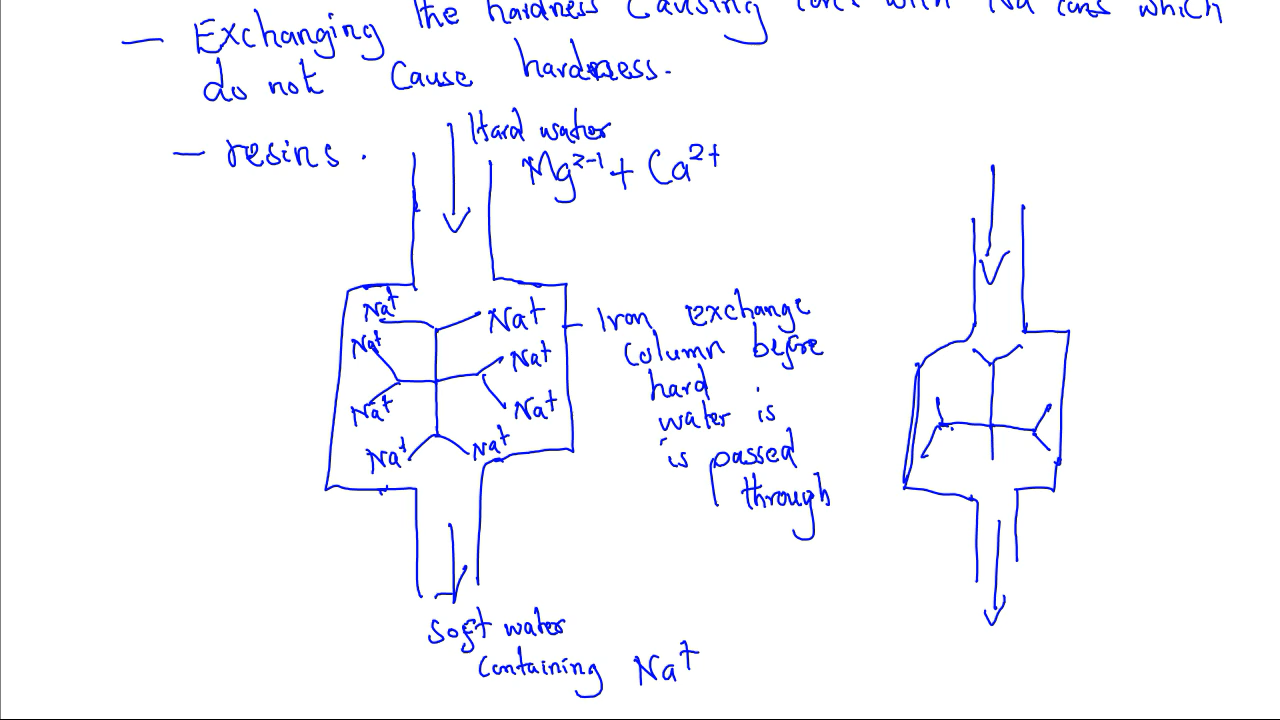 — Exchanging the hardness causing ions with Na ions which
do not cause hardness.
— resins.
Hard water
Mg²⁻¹ + Ca²⁺
Na⁺
Na⁺
Na⁺
Na⁺
Na⁺
Na⁺
Na⁺
Na⁺
Iron exchange
column before
hard
water is
is passed
through
Soft water
containing Na⁺